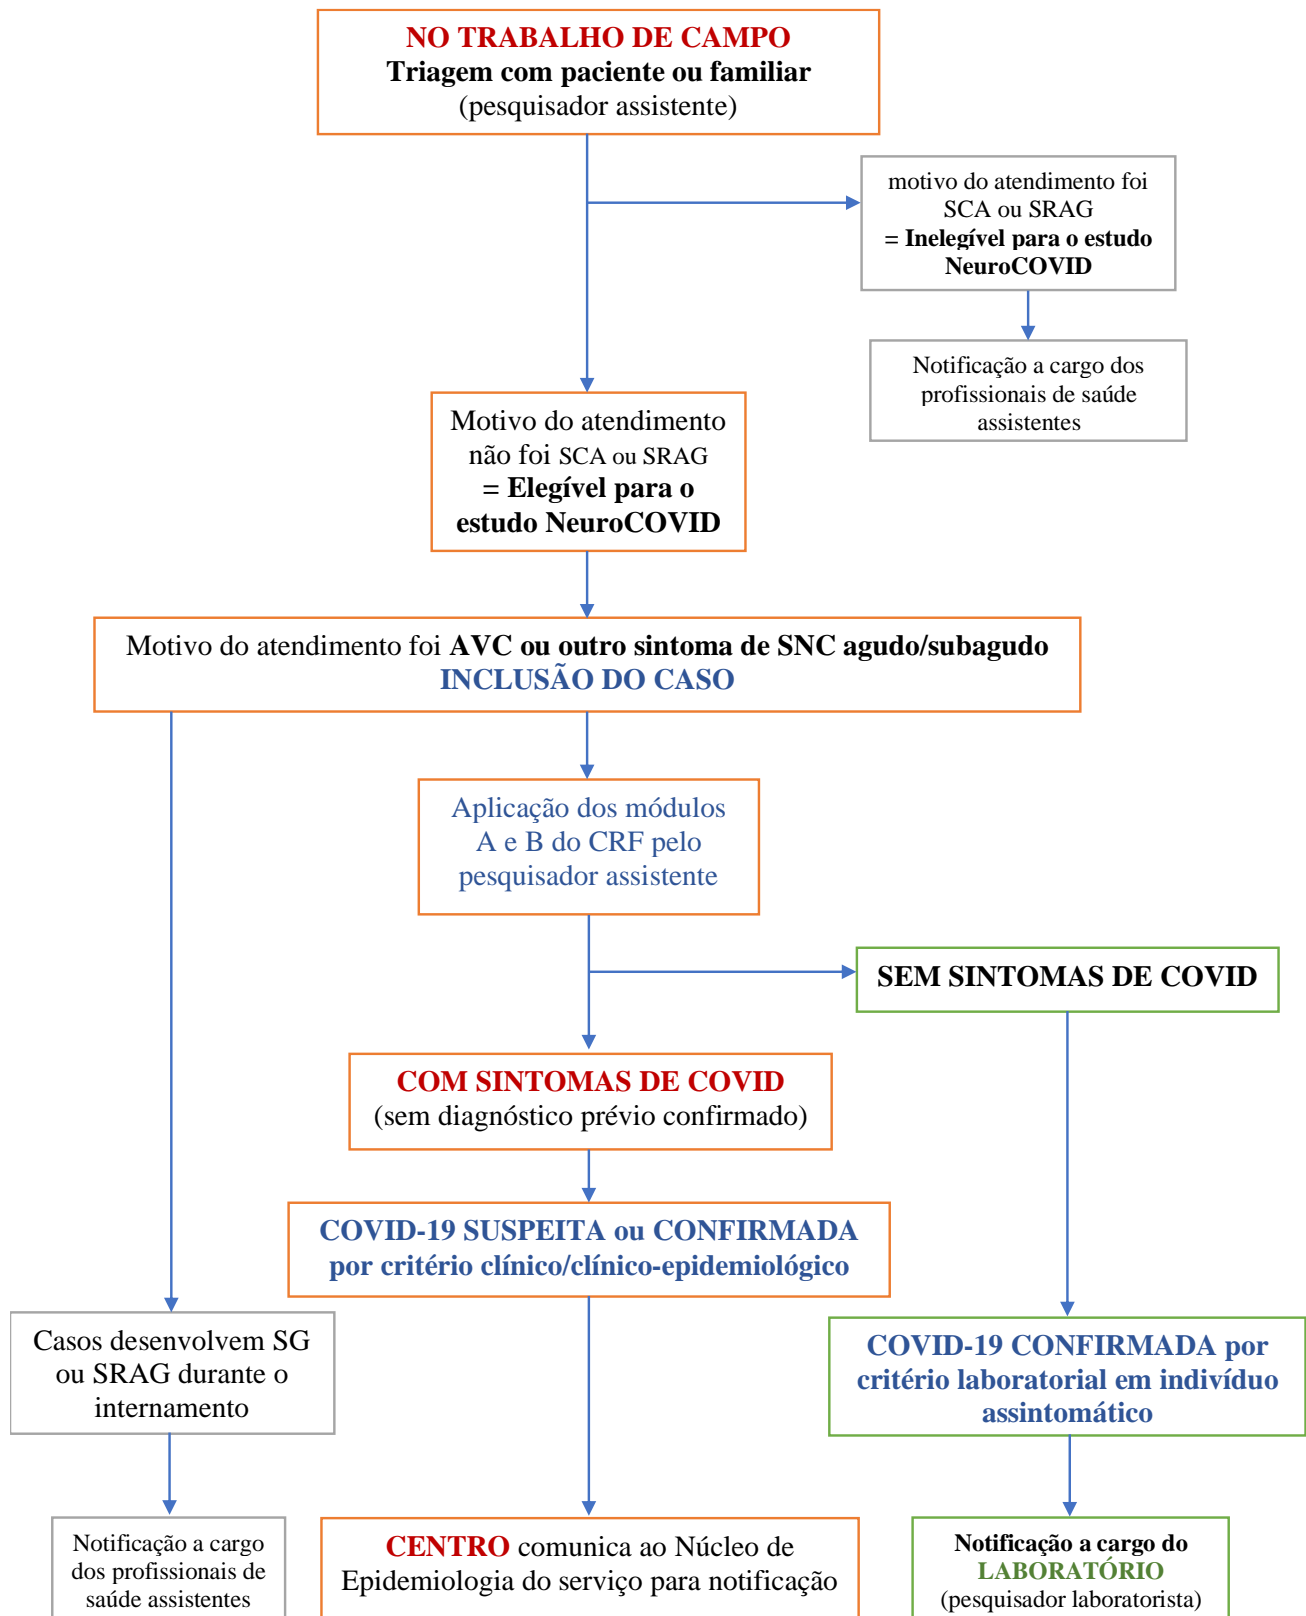 NO TRABALHO DE CAMPO
Triagem com paciente ou familiar
(pesquisador assistente)
motivo do atendimento foi
SCA ou SRAG
= Inelegível para o estudo
NeuroCOVID
Notificação a cargo dos
profissionais de saúde
assistentes
Motivo do atendimento
não foi SCA ou SRAG
= Elegível para o
estudo NeuroCOVID
Motivo do atendimento foi AVC ou outro sintoma de SNC agudo/subagudo
INCLUSÃO DO CASO
Aplicação dos módulos
A e B do CRF pelo
pesquisador assistente
SEM SINTOMAS DE COVID
COM SINTOMAS DE COVID
(sem diagnóstico prévio confirmado)
COVID-19 SUSPEITA ou CONFIRMADA
por critério clínico/clínico-epidemiológico
Casos desenvolvem SG
ou SRAG durante o
internamento
COVID-19 CONFIRMADA por
critério laboratorial em indivíduo
assintomático
Notificação a cargo
dos profissionais de
saúde assistentes
CENTRO comunica ao Núcleo de
Epidemiologia do serviço para notificação
Notificação a cargo do
LABORATÓRIO
(pesquisador laboratorista)